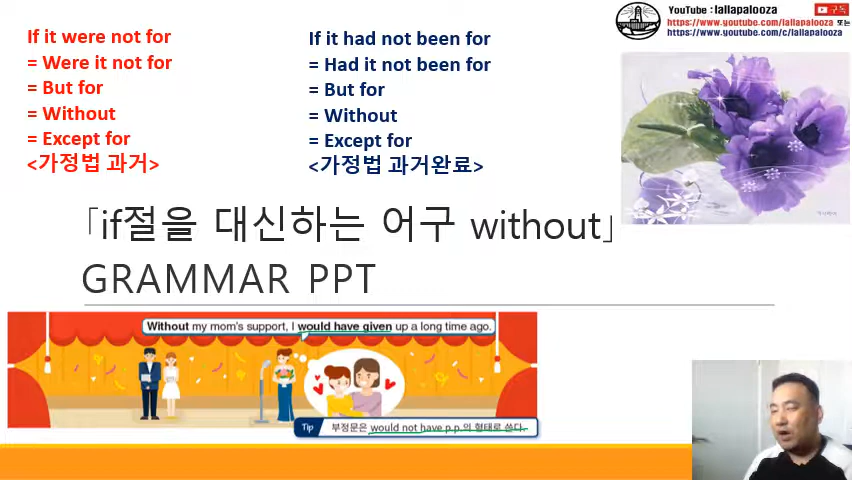 If it were not for
= Were it not for
= But for
= Without
= Except for
<가정법 과거>
If it had not been for
= Had it not been for
= But for
= Without
= Except for
<가정법 과거완료>
YouTube : lallapalooza
구독
https://www.youtube.com/lallapalooza 또는
https://www.youtube.com/c/lallapalooza
「if절을 대신하는 어구 without」
GRAMMAR PPT
Without my mom's support, I would have given up a long time ago.
Tip 부정문은 would not have p.p.의 형태로 쓴다.